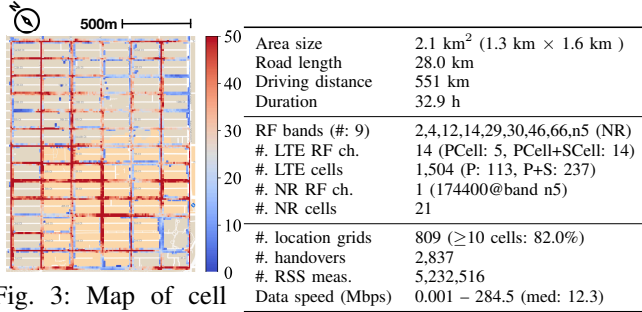 N
500m
50
40
30
20
10
0
Fig. 3: Map of cell
Area size 2.1 km² (1.3 km × 1.6 km )
Road length 28.0 km
Driving distance 551 km
Duration 32.9 h
RF bands (#: 9) 2,4,12,14,29,30,46,66,n5 (NR)
#. LTE RF ch. 14 (PCell: 5, PCell+SCell: 14)
#. LTE cells 1,504 (P: 113, P+S: 237)
#. NR RF ch. 1 (174400@band n5)
#. NR cells 21
#. location grids 809 (≥10 cells: 82.0%)
#. handovers 2,837
#. RSS meas. 5,232,516
Data speed (Mbps) 0.001 – 284.5 (med: 12.3)